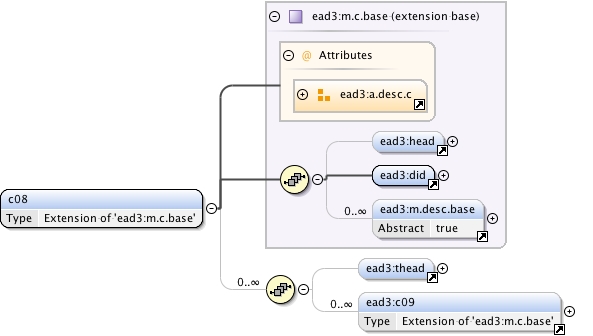 ead3:m.c.base (extension base)
@ Attributes
ead3:a.desc.c
ead3:head
ead3:did
c08
Type Extension of 'ead3:m.c.base'
0..∞
ead3:m.desc.base
Abstract true
0..∞
ead3:thead
0..∞
ead3:c09
Type Extension of 'ead3:m.c.base'